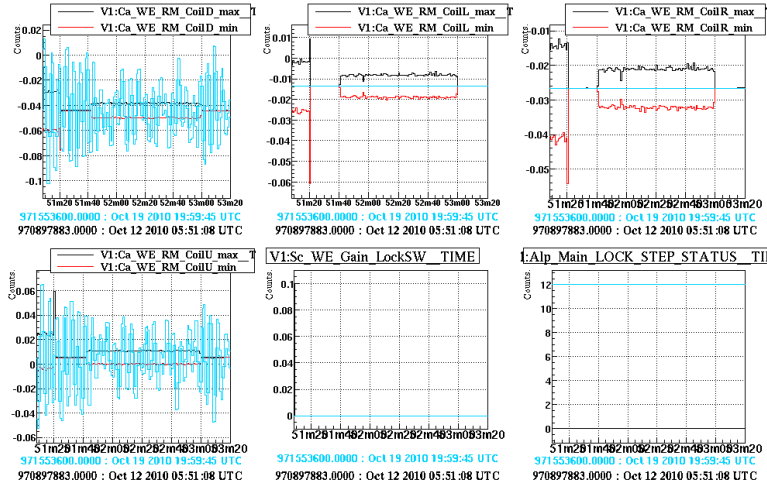 V1:Ca_WE_RM_CoilD_max__T
V1:Ca_WE_RM_CoilD_min
V1:Ca_WE_RM_CoilL_max__T
V1:Ca_WE_RM_CoilL_min
V1:Ca_WE_RM_CoilR_max__T
V1:Ca_WE_RM_CoilR_min
Counts.
0.02
0
-0.02
-0.04
-0.06
-0.08
-0.1
51m20 51m40 52m00 52m20 52m40 53m00 53m20
971553600.0000 : Oct 19 2010 19:59:45 UTC
970897883.0000 : Oct 12 2010 05:51:08 UTC
Counts.
0.01
0
-0.01
-0.02
-0.03
-0.04
-0.05
-0.06
51m20 51m40 52m00 52m20 52m40 53m00 53m20
971553600.0000 : Oct 19 2010 19:59:45 UTC
970897883.0000 : Oct 12 2010 05:51:08 UTC
Counts.
-0.01
-0.02
-0.03
-0.04
-0.05
53m20
971553600.0000 : Oct 19 2010 19:59:45 UTC
970897883.0000 : Oct 12 2010 05:51:08 UTC
V1:Ca_WE_RM_CoilU_max__T
V1:Ca_WE_RM_CoilU_min
V1:Sc_WE_Gain_LockSW__TIME
1:Alp_Main_LOCK_STEP_STATUS__TI
Counts.
0.06
0.04
0.02
0
-0.02
-0.04
-0.06
53m20
971553600.0000 : Oct 19 2010 19:59:45 UTC
970897883.0000 : Oct 12 2010 05:51:08 UTC
Counts.
0.1
0.08
0.06
0.04
0.02
0
53m20
971553600.0000 : Oct 19 2010 19:59:45 UTC
970897883.0000 : Oct 12 2010 05:51:08 UTC
Counts.
12
10
8
6
4
2
0
53m20
971553600.0000 : Oct 19 2010 19:59:45 UTC
970897883.0000 : Oct 12 2010 05:51:08 UTC